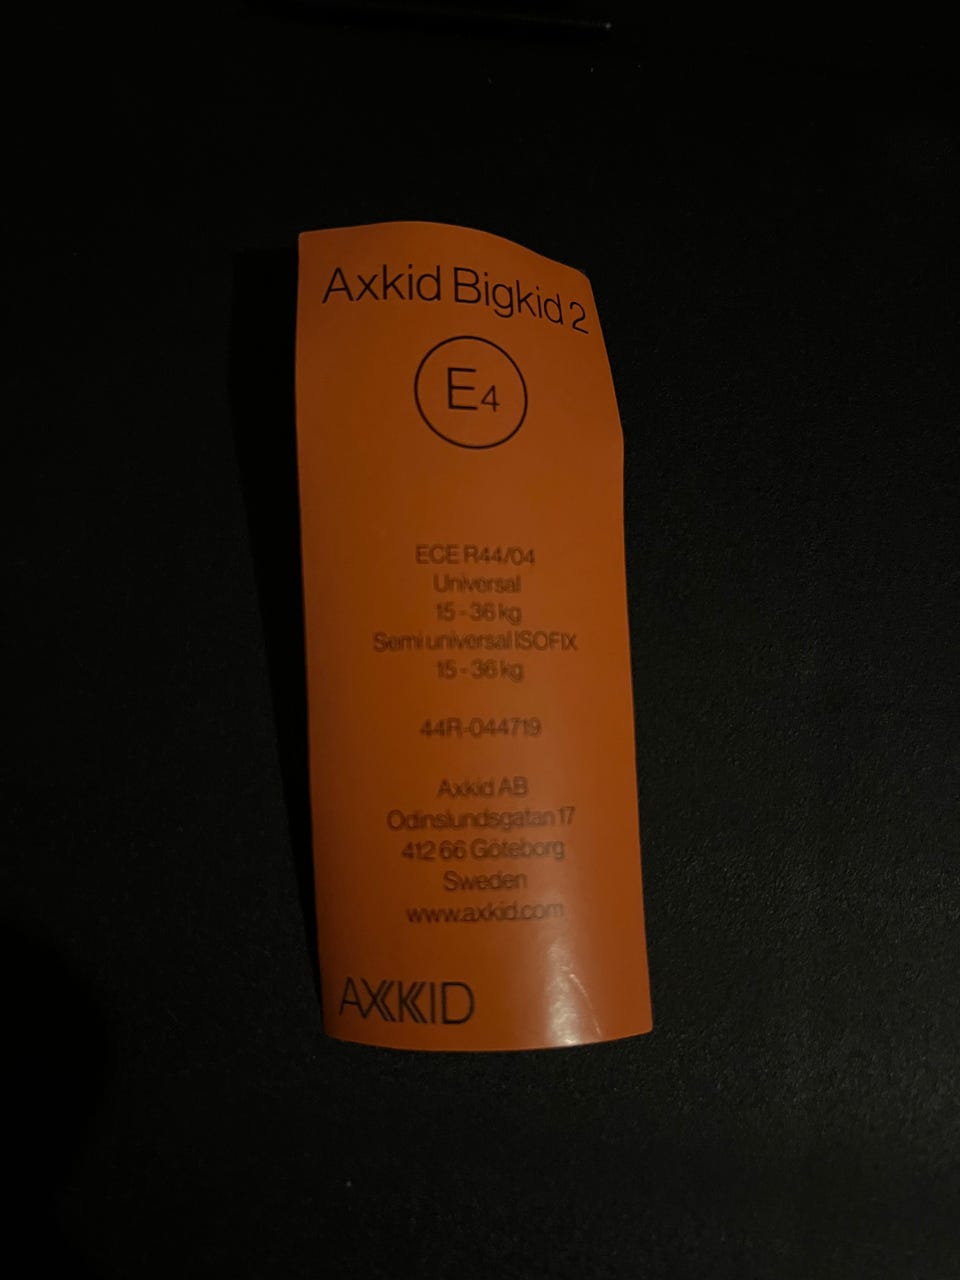 Axkid Bigkid 2
E4
ECE R44/04
Universal
15 - 36 kg
Semi universal ISOFIX
15 - 36 kg
44R-044719
Axkid AB
Odinslundsgatan 17
412 66 Göteborg
Sweden
www.axkid.com
AXKID